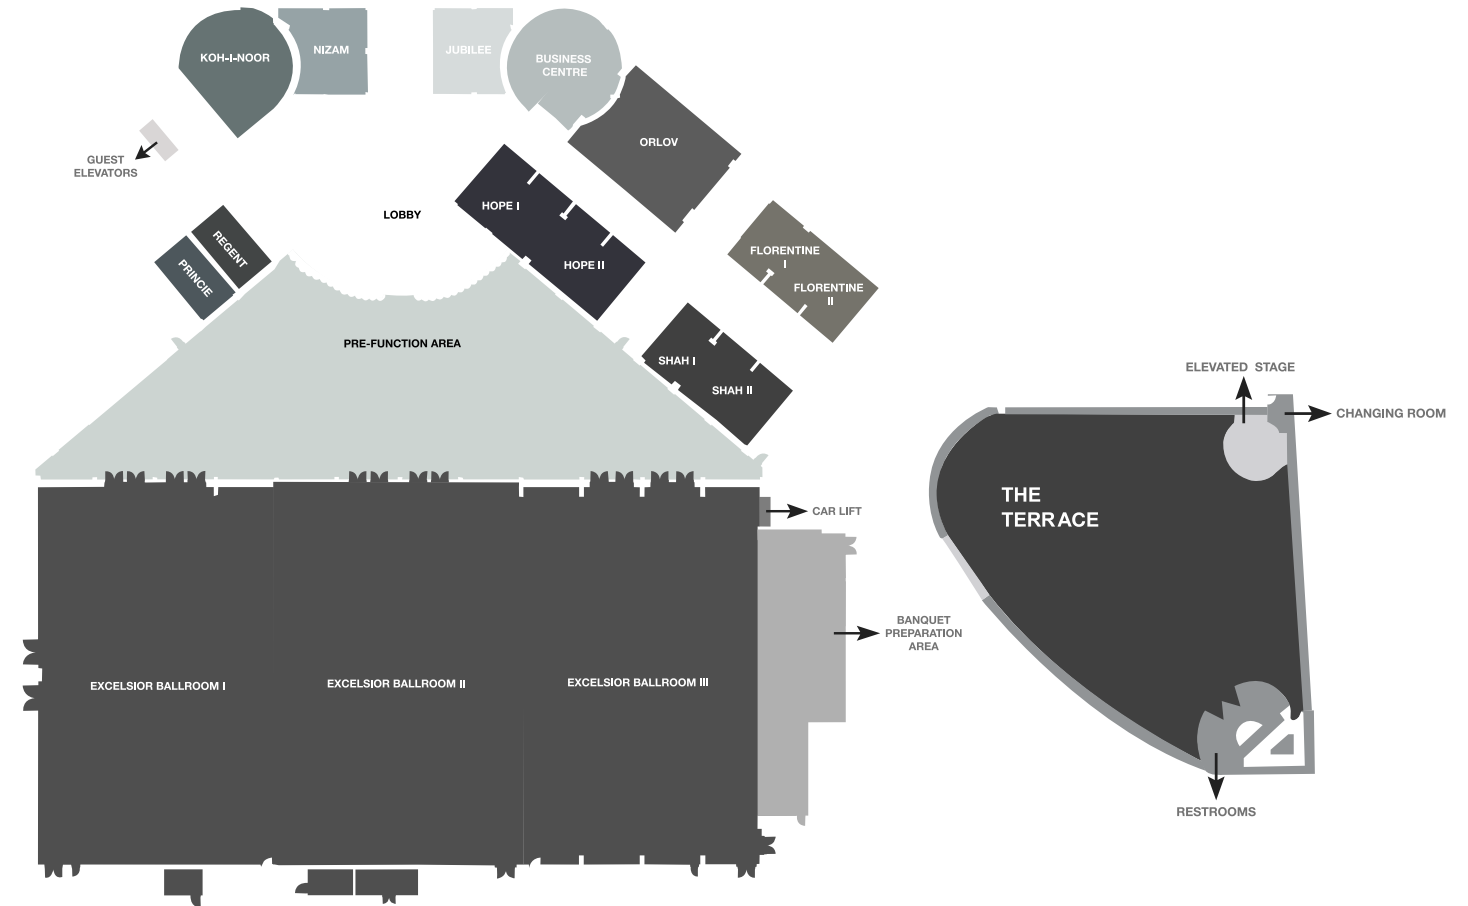 KOH-I-NOOR
NIZAM
JUBILEE
BUSINESS
CENTRE
ORLOV
GUEST
ELEVATORS
LOBBY
HOPE I
HOPE II
REGENT
PRINCIE
FLORENTINE
I
FLORENTINE
II
PRE-FUNCTION AREA
SHAH I
SHAH II
ELEVATED STAGE
CHANGING ROOM
THE
TERRACE
CAR LIFT
BANQUET
PREPARATION
AREA
EXCELSIOR BALLROOM I
EXCELSIOR BALLROOM II
EXCELSIOR BALLROOM III
RESTROOMS